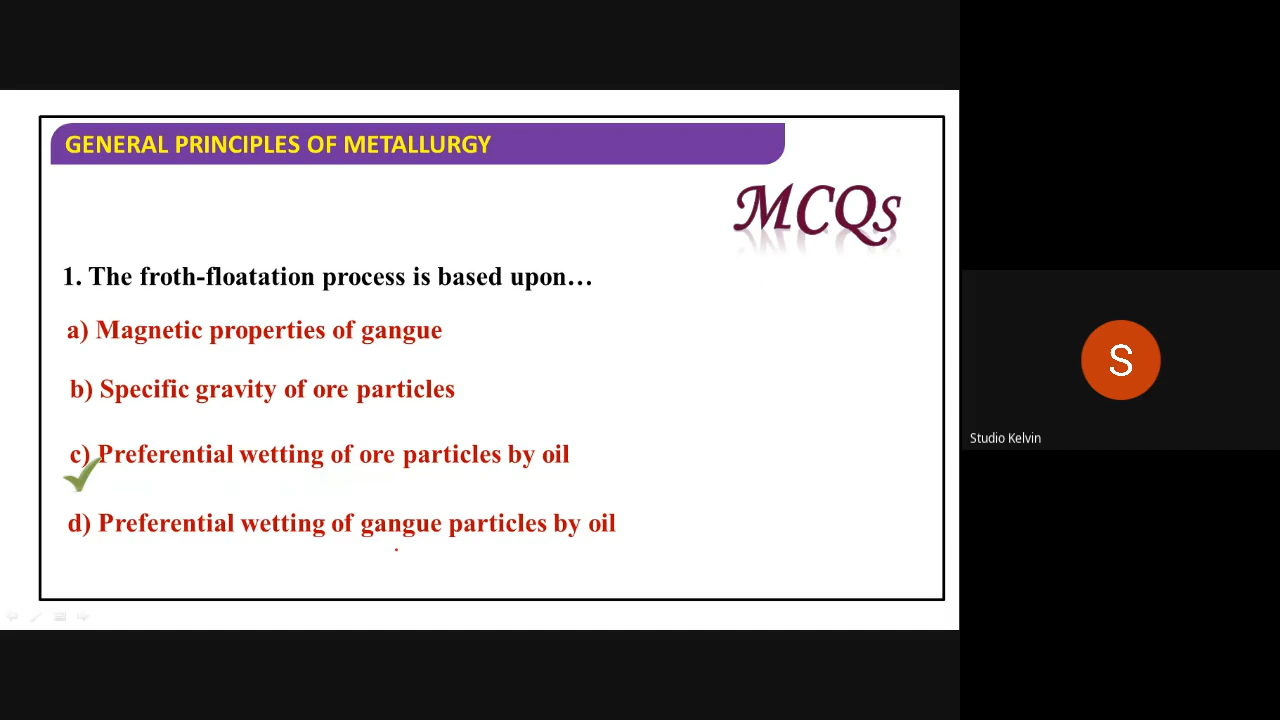 GENERAL PRINCIPLES OF METALLURGY
MCQs
1. The froth-floatation process is based upon…
a) Magnetic properties of gangue
b) Specific gravity of ore particles
c) Preferential wetting of ore particles by oil
d) Preferential wetting of gangue particles by oil
S
Studio Kelvin